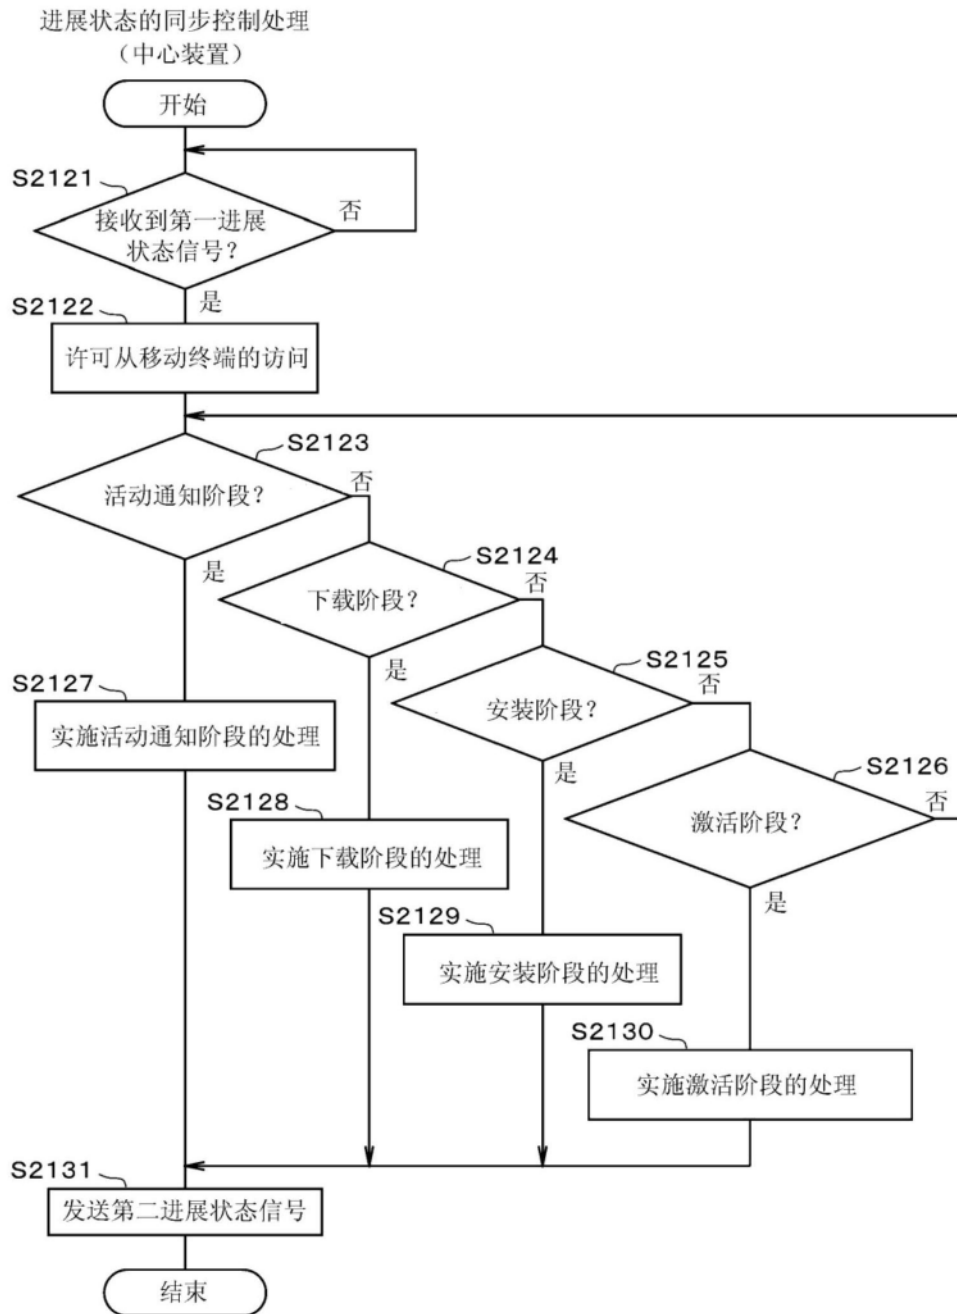 进展状态的同步控制处理
（中心装置）
开始
S2121
接收到第一进展
状态信号？
否
是
S2122
许可从移动终端的访问
S2123
活动通知阶段？
否
是
S2124
下载阶段？
否
是
S2125
安装阶段？
否
是
S2126
激活阶段？
否
是
S2127
实施活动通知阶段的处理
S2128
实施下载阶段的处理
S2129
实施安装阶段的处理
S2130
实施激活阶段的处理
S2131
发送第二进展状态信号
结束